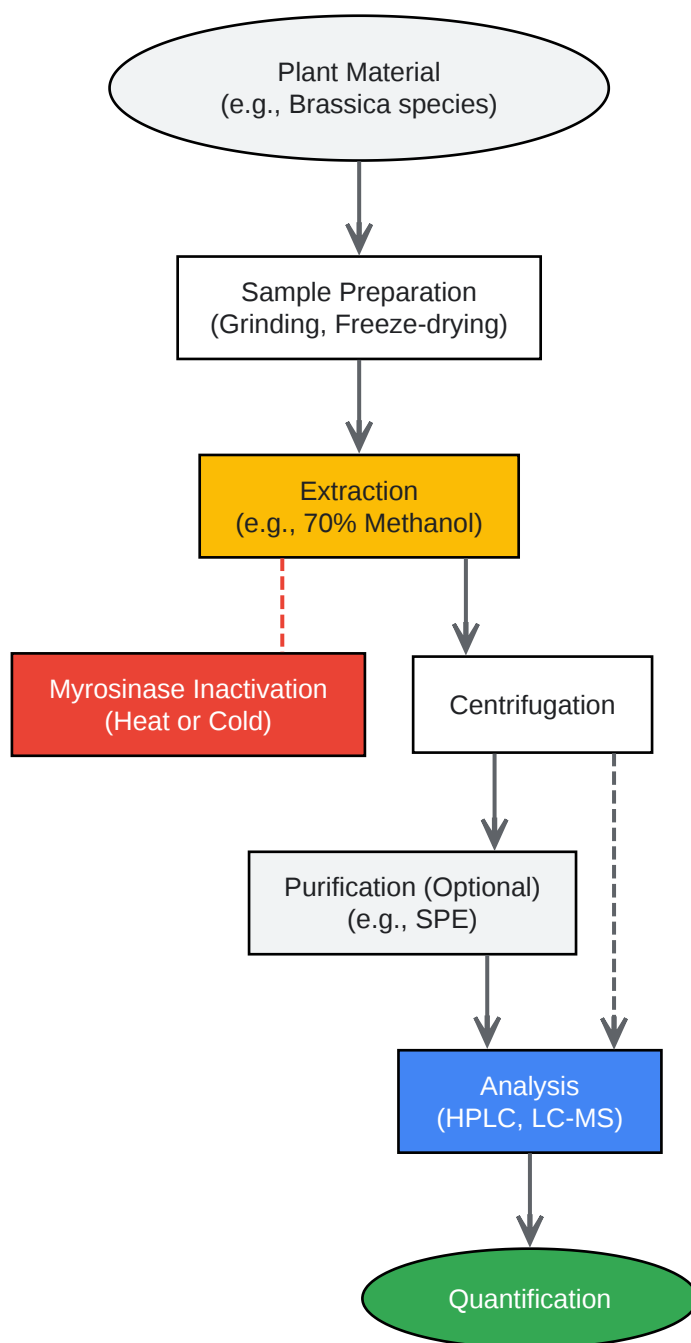 Plant Material
(e.g., Brassica species)
Sample Preparation
(Grinding, Freeze-drying)
Extraction
(e.g., 70% Methanol)
Myrosinase Inactivation
(Heat or Cold)
Centrifugation
Purification (Optional)
(e.g., SPE)
Analysis
(HPLC, LC-MS)
Quantification